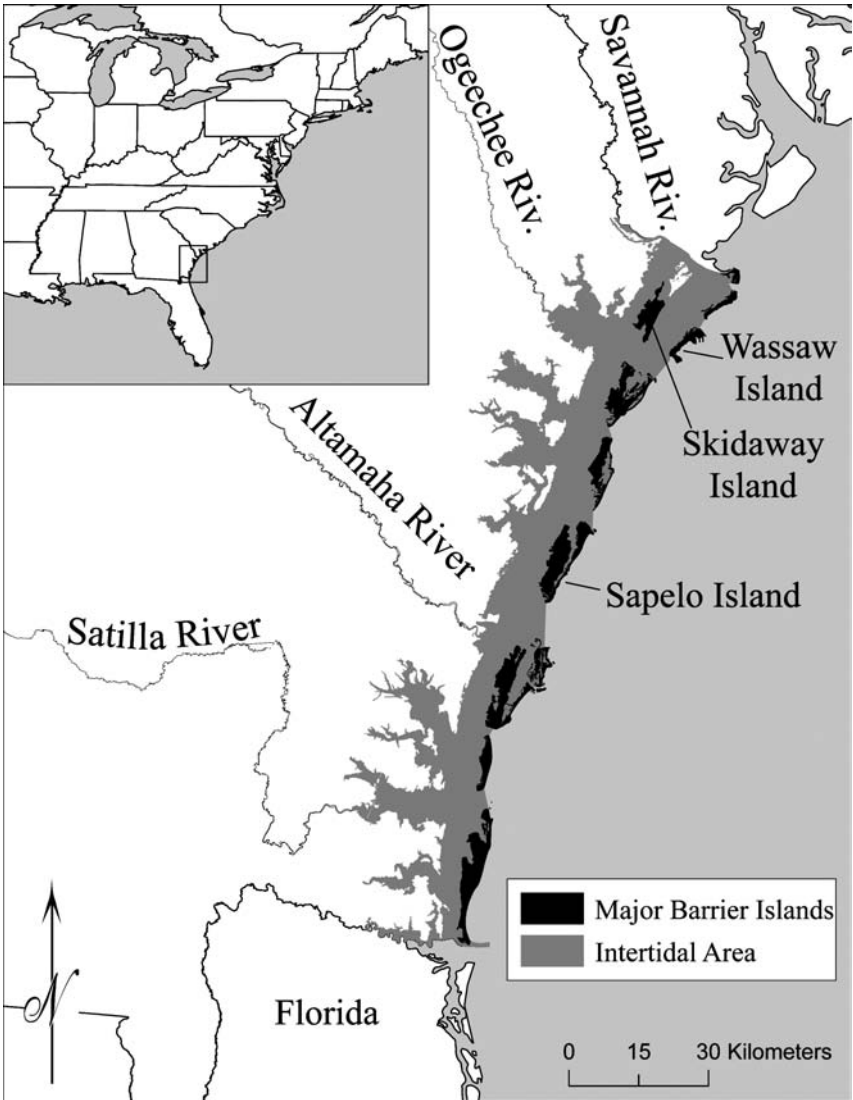 Ogeechee Riv.
Savannah Riv.
Wassaw
Island
Skidaway
Island
Altamaha River
Sapelo Island
Satilla River
Major Barrier Islands
Intertidal Area
N
Florida
0 15 30 Kilometers